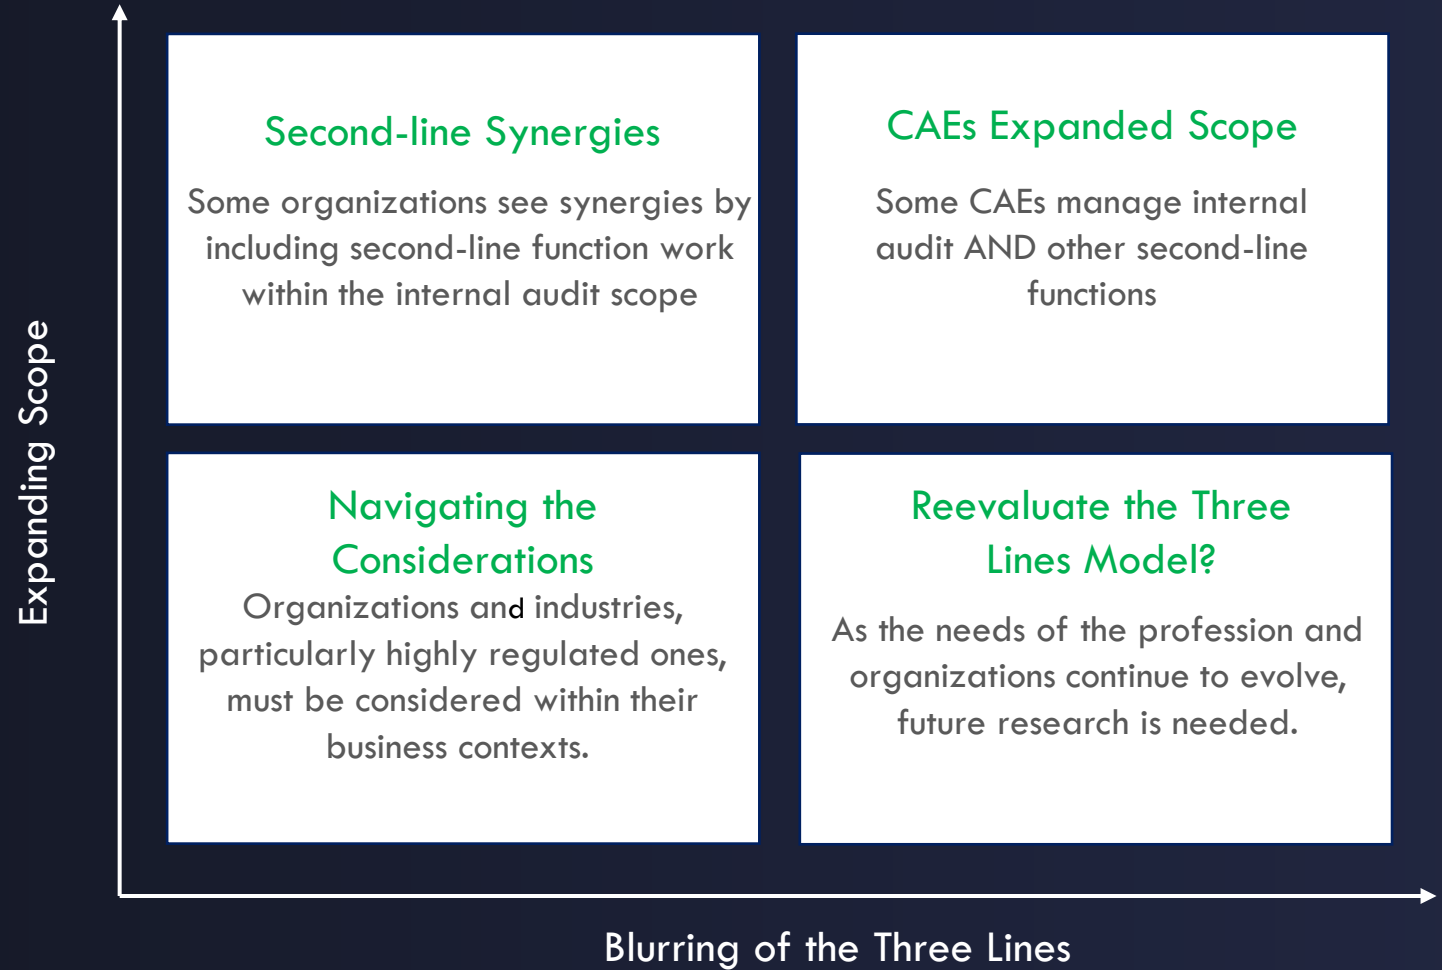 Expanding Scope
Second-line Synergies
Some organizations see synergies by
including second-line function work
within the internal audit scope
CAEs Expanded Scope
Some CAEs manage internal
audit AND other second-line
functions
Navigating the
Considerations
Organizations and industries,
particularly highly regulated ones,
must be considered within their
business contexts.
Reevaluate the Three
Lines Model?
As the needs of the profession and
organizations continue to evolve,
future research is needed.
Blurring of the Three Lines